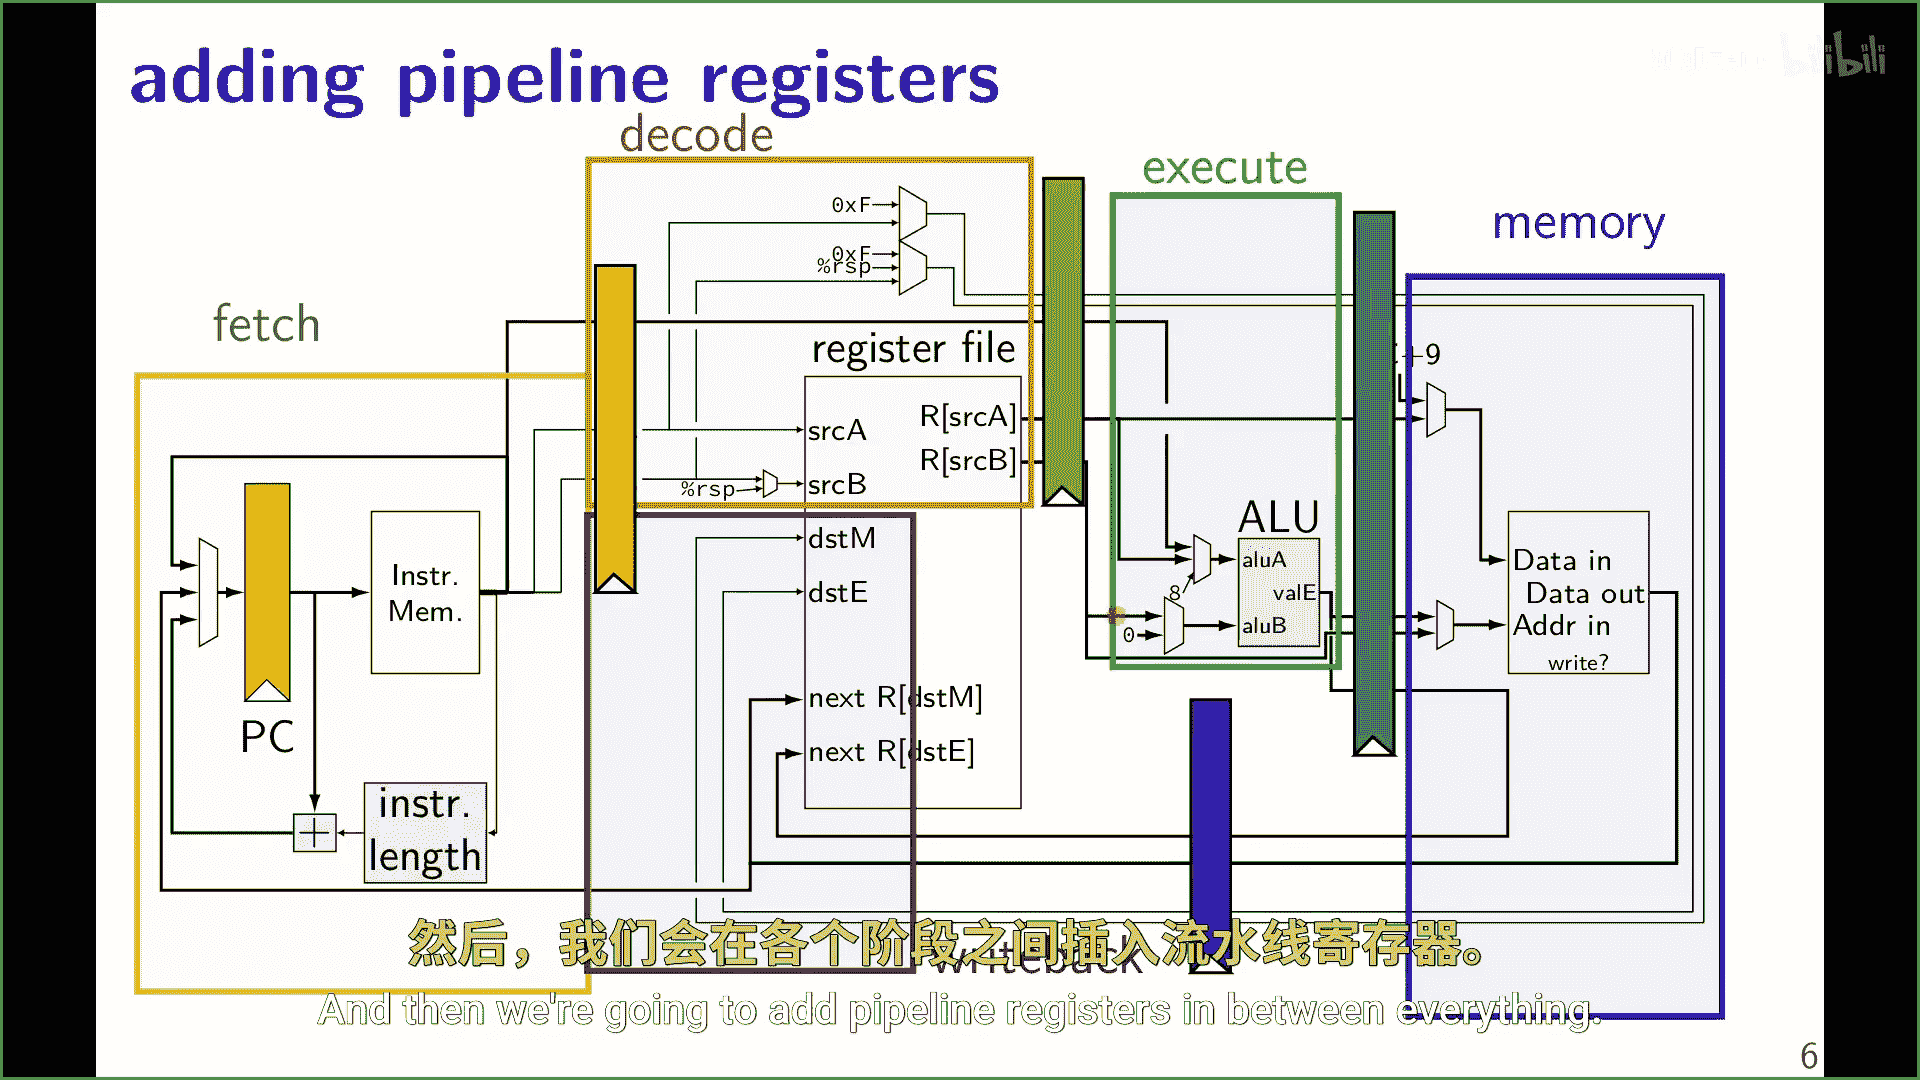 adding pipeline registers
bilibili
decode
execute
memory
fetch
writeback
0xF
0xF
%rsp
register file
+9
srcA
R[srcA]
srcB
R[srcB]
%rsp
dstM
dstE
next R[dstM]
next R[dstE]
Instr.
Mem.
PC
instr.
length
ALU
aluA
valE
aluB
8
0
Data in
Data out
Addr in
write?
然后，我们会在各个阶段之间插入流水线寄存器。
And then we're going to add pipeline registers in between everything.
6